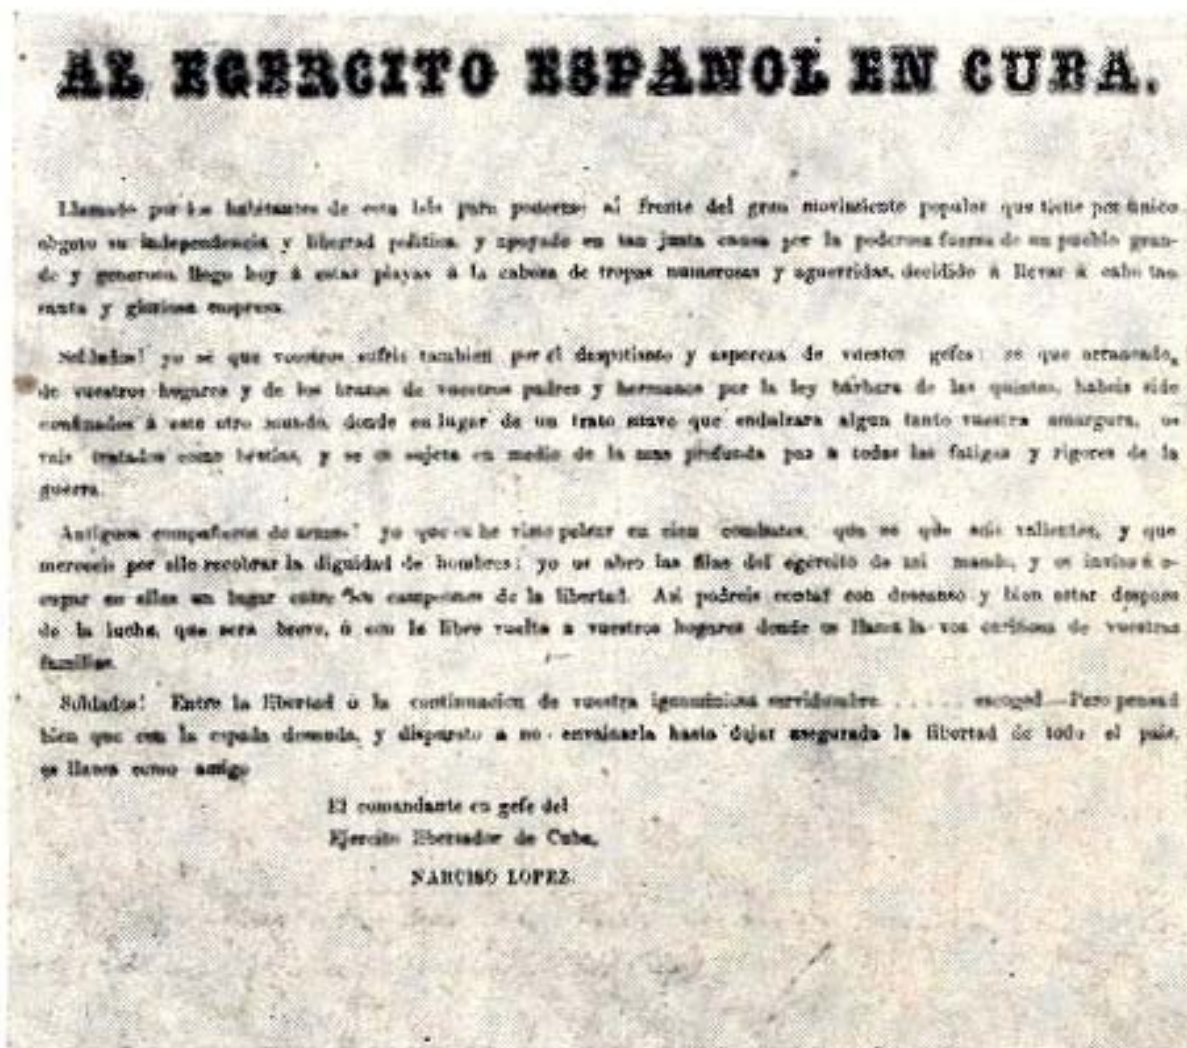 AL EGERCITO ESPAÑOL EN CUBA.
Llamado por los habitantes de esta Isla para ponerme al frente del gran movimiento popular que tiene por único
obgeto su independencia y libertad politica, y apoyado en tan justa causa por la poderosa fuerza de un pueblo gran-
de y generoso, llego hoy á estas playas á la cabeza de tropas numerosas y aguerridas, decidido á llevar á cabo tan
santa y gloriosa empresa.
Soldados! yo se que vosotros sufris tambien por el despotismo y aspereza de vuestos gefes: se que arrancados
de vuestros hogares y de los brazos de vuestros padres y hermanos por la ley bárbara de las quintas, habeis sido
confinados á este otro mundo, donde en lugar de un trato suave que endulzara algun tanto vuestra amargura, os
veis tratados como bestias, y se os sujeta en medio de la mas profunda paz a todas las fatigas y rigores de la
guerra.
Antiguos compañeros de armas! yo que os he visto pelear en cien combates, que se que sois valientes, y que
mereceis por ello recobrar la dignidad de hombres; yo os abro las filas del egercito de mi mando, y os invito á o-
cupar en ellas un lugar entre los campeones de la libertad. Asi podreis contar con descanso y bien estar despues
de la lucha, que sera breve, ó con la libre vuelta a vuestros hogares donde os llama la voz cariñosa de vuestras
familias.
Soldados! Entre la libertad ó la continuacion de vuestra ignominiosa servidumbre . . . . . escoged—Pero pensad
bien que con la espada desnuda, y dispuesto a no envainarla hasta dejar asegurada la libertad de todo el pais,
os llama como amigo
El comandante en gefe del
Ejercito libertador de Cuba,
NARCISO LOPEZ.